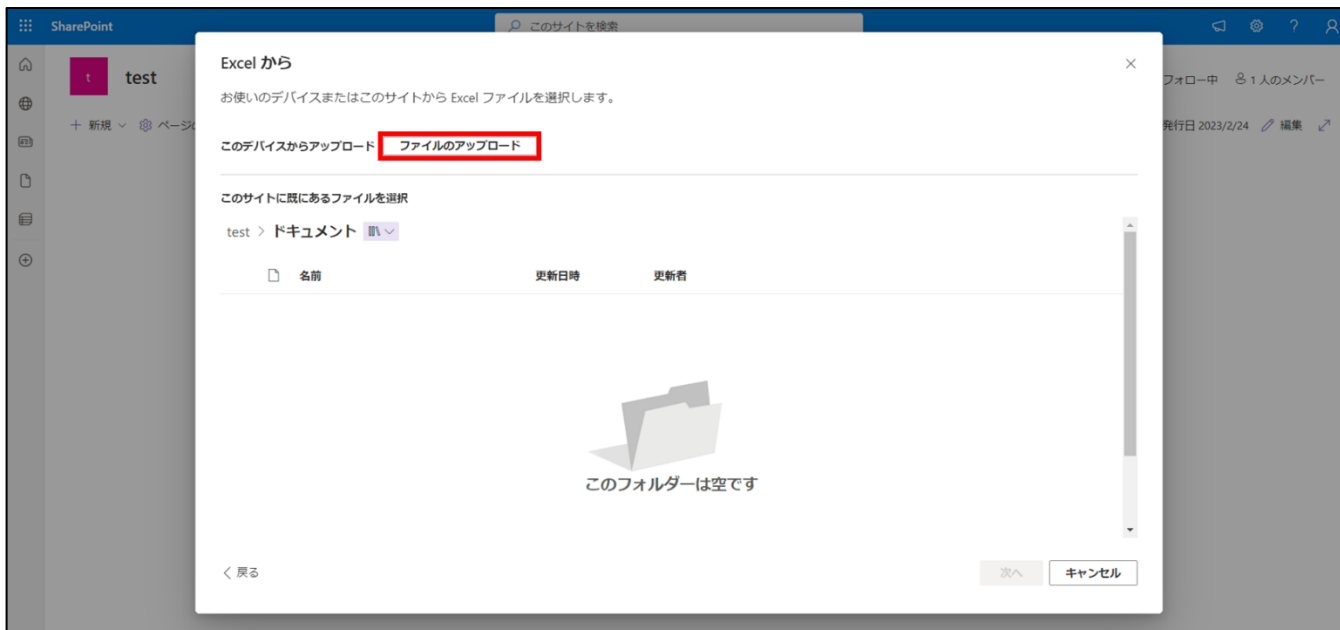 SharePoint
このサイトを検索
t
test
フォロー中 1 人のメンバー
+ 新規 ページの
発行日 2023/2/24 編集
Excel から
お使いのデバイスまたはこのサイトから Excel ファイルを選択します。
このデバイスからアップロード ファイルのアップロード
このサイトに既にあるファイルを選択
test > ドキュメント
名前 更新日時 更新者
このフォルダーは空です
戻る
次へ キャンセル